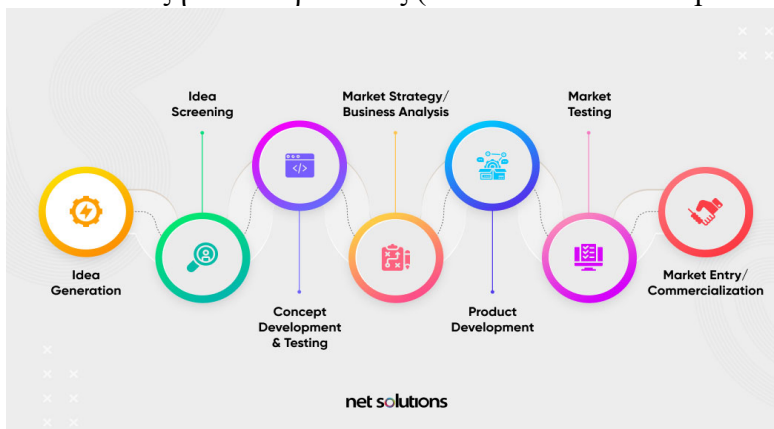 Idea
Generation
Idea
Screening
Concept
Development
& Testing
Market Strategy/
Business Analysis
Product
Development
Market
Testing
Market Entry/
Commercialization
net solutions